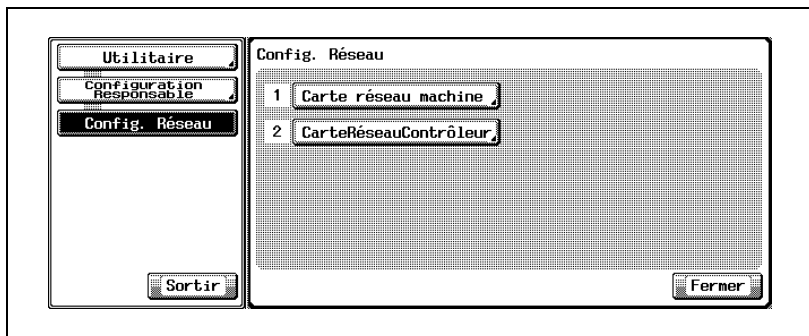 Utilitaire
Configuration
Responsable
Config. Réseau
Sortir
Config. Réseau
1 Carte réseau machine
2 CarteRéseauContrôleur
Fermer